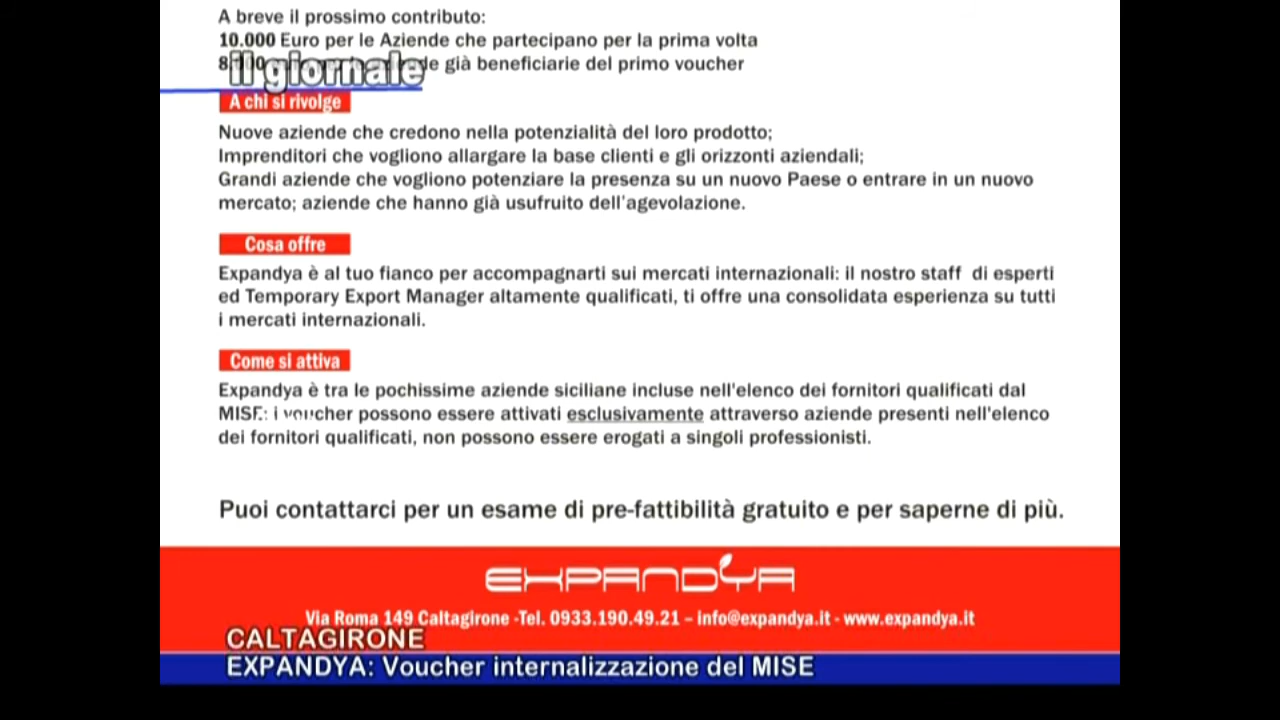 A breve il prossimo contributo:
10.000 Euro per le Aziende che partecipano per la prima volta
già beneficiarie del primo voucher
il giornale
A chi si rivolge
Nuove aziende che credono nella potenzialità del loro prodotto;
Imprenditori che vogliono allargare la base clienti e gli orizzonti aziendali;
Grandi aziende che vogliono potenziare la presenza su un nuovo Paese o entrare in un nuovo
mercato; aziende che hanno già usufruito dell'agevolazione.
Cosa offre
Expandya è al tuo fianco per accompagnarti sui mercati internazionali: il nostro staff di esperti
ed Temporary Export Manager altamente qualificati, ti offre una consolidata esperienza su tutti
i mercati internazionali.
Come si attiva
Expandya è tra le pochissime aziende siciliane incluse nell'elenco dei fornitori qualificati dal
MISE: i voucher possono essere attivati esclusivamente attraverso aziende presenti nell'elenco
dei fornitori qualificati, non possono essere erogati a singoli professionisti.
Puoi contattarci per un esame di pre-fattibilità gratuito e per saperne di più.
EXPANDYA
Via Roma 149 Caltagirone -Tel. 0933.190.49.21 – info@expandya.it - www.expandya.it
CALTAGIRONE
EXPANDYA: Voucher internalizzazione del MISE